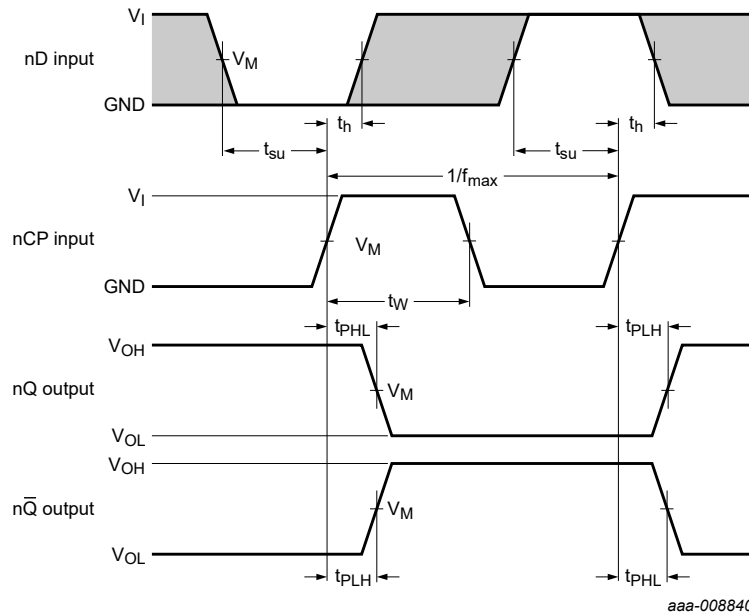 V_I
nD input
V_M
GND
t_h
t_h
t_su
t_su
1/f_max
V_I
nCP input
V_M
GND
t_W
t_PHL
t_PLH
V_OH
nQ output
V_M
V_OL
V_OH
nQ̅ output
V_M
V_OL
t_PLH
t_PHL
aaa-008840